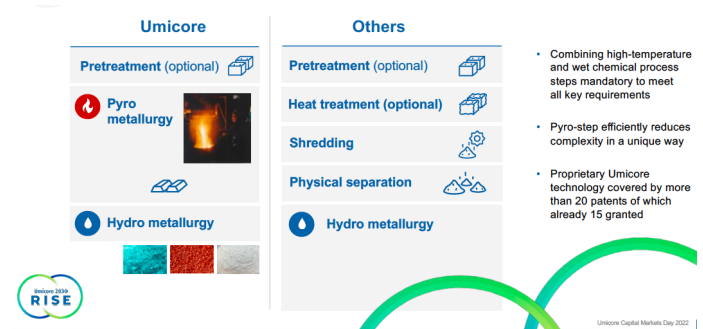 Umicore
Pretreatment (optional)
Pyro
metallurgy
Hydro metallurgy
Others
Pretreatment (optional)
Heat treatment (optional)
Shredding
Physical separation
Hydro metallurgy
• Combining high-temperature
and wet chemical process
steps mandatory to meet
all key requirements
• Pyro-step efficiently reduces
complexity in a unique way
• Proprietary Umicore
technology covered by more
than 20 patents of which
already 15 granted
Umicore 2030
RISE
Umicore Capital Markets Day 2022